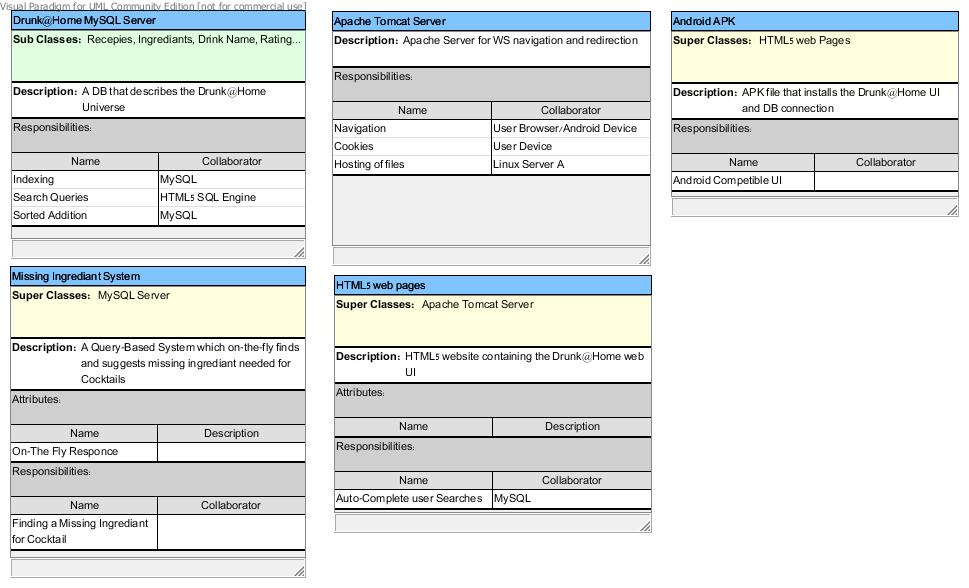 Visual Paradigm for UML Community Edition [not for commercial use]
Drunk@Home MySQL Server
Sub Classes: Recepies, Ingrediants, Drink Name, Rating...
Description: A DB that describes the Drunk@Home
Universe
Responsibilities:
Name Collaborator
Indexing MySQL
Search Queries HTML5 SQL Engine
Sorted Addition MySQL
Apache Tomcat Server
Description: Apache Server for WS navigation and redirection
Responsibilities:
Name Collaborator
Navigation User Browser/Android Device
Cookies User Device
Hosting of files Linux Server A
Android APK
Super Classes: HTML5 web Pages
Description: APK file that installs the Drunk@Home UI
and DB connection
Responsibilities:
Name Collaborator
Android Competible UI
Missing Ingrediant System
Super Classes: MySQL Server
Description: A Query-Based System which on-the-fly finds
and suggests missing ingrediant needed for
Cocktails
Attributes:
Name Description
On-The Fly Responce
Responsibilities:
Name Collaborator
Finding a Missing Ingrediant
for Cocktail
HTML5 web pages
Super Classes: Apache Tomcat Server
Description: HTML5 website containing the Drunk@Home web
UI
Attributes:
Name Description
Responsibilities:
Name Collaborator
Auto-Complete user Searches MySQL